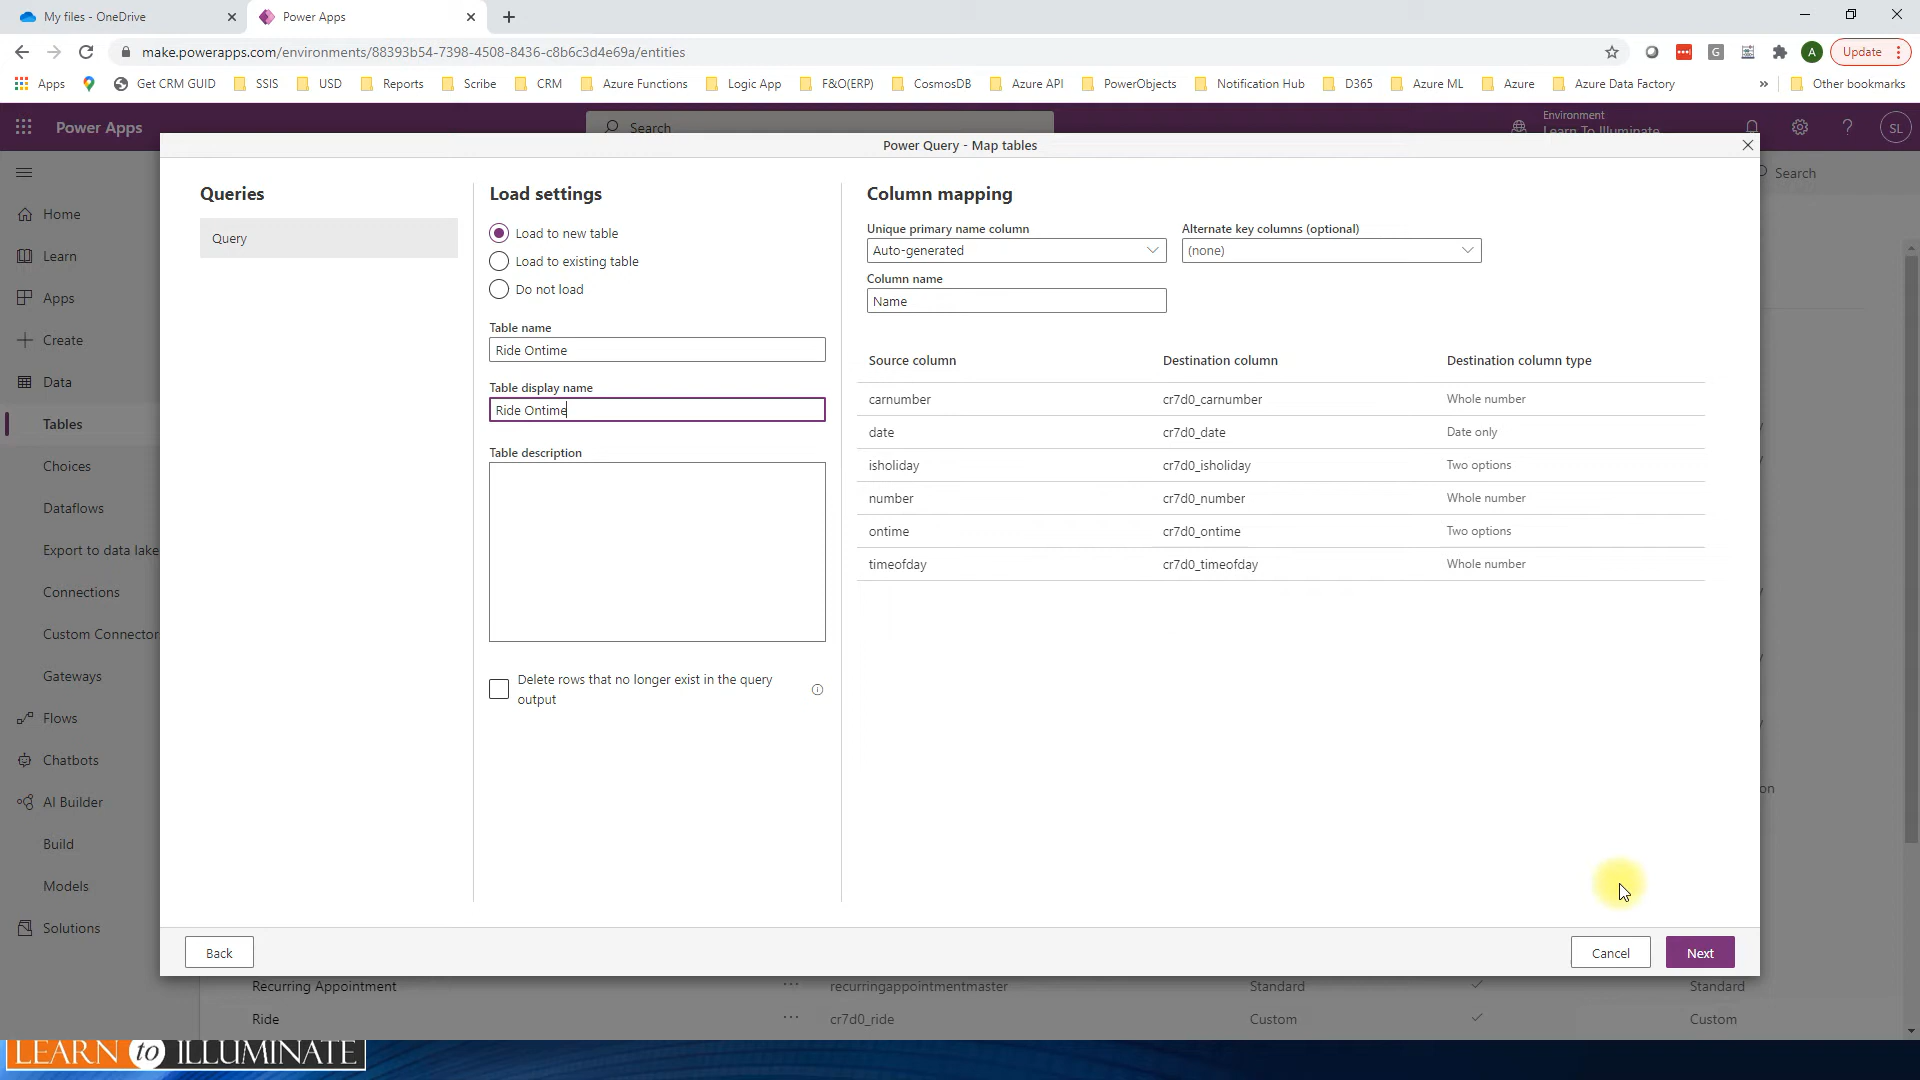 My files - OneDrive
Power Apps
make.powerapps.com/environments/88393b54-7398-4508-8436-c8b6c3d4e69a/entities
Update
Apps
Get CRM GUID
SSIS
USD
Reports
Scribe
CRM
Azure Functions
Logic App
F&O(ERP)
CosmosDB
Azure API
PowerObjects
Notification Hub
D365
Azure ML
Azure
Azure Data Factory
»
Other bookmarks
Power Apps
Search
Environment
Learn To Illuminate
SL
Power Query - Map tables
Search
Home
Learn
Apps
Create
Data
Tables
Choices
Dataflows
Export to data lake
Connections
Custom Connector
Gateways
Flows
Chatbots
AI Builder
Build
Models
Solutions
Queries
Query
Load settings
Load to new table
Load to existing table
Do not load
Table name
Ride Ontime
Table display name
Ride Ontime
Table description
Delete rows that no longer exist in the query
output
Column mapping
Unique primary name column
Alternate key columns (optional)
Auto-generated
(none)
Column name
Name
Source column Destination column Destination column type
carnumber cr7d0_carnumber Whole number
date cr7d0_date Date only
isholiday cr7d0_isholiday Two options
number cr7d0_number Whole number
ontime cr7d0_ontime Two options
timeofday cr7d0_timeofday Whole number
on
Back
Cancel
Next
Recurring Appointment ... recurringappointmentmaster Standard Standard
Ride ... cr7d0_ride Custom Custom
LEARN to ILLUMINATE